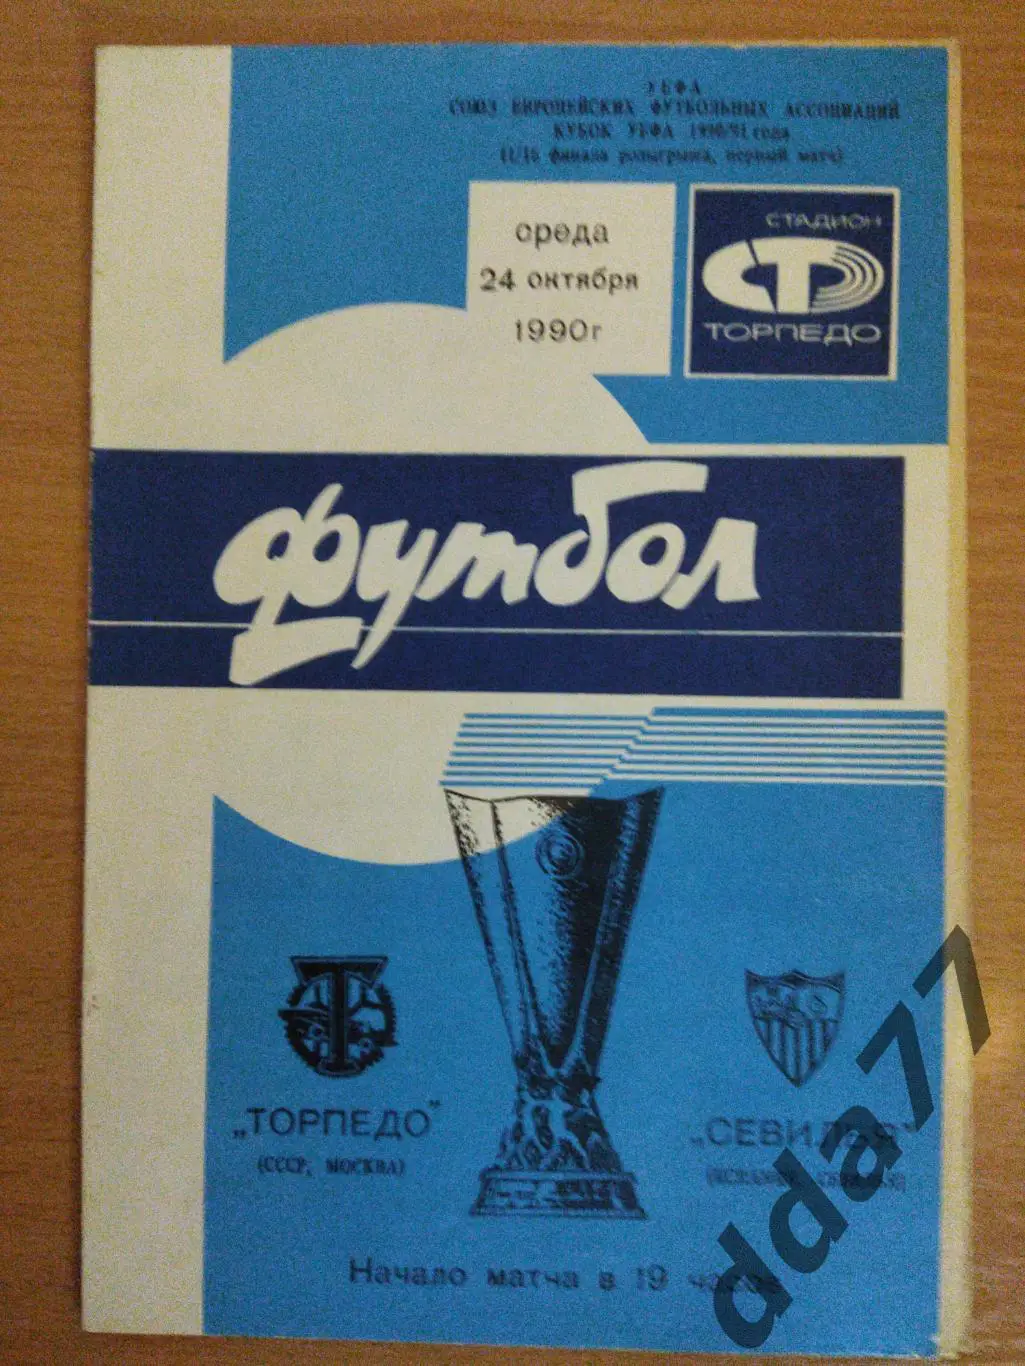 УЕФА
СОЮЗ ЕВРОПЕЙСКИХ ФУТБОЛЬНЫХ АССОЦИАЦИЙ
КУБОК УЕФА 1990/91 года
(1/16 финала розыгрыша, первый матч)
среда
24 октября
1990г
СТАДИОН
ТОРПЕДО
футбол
„ТОРПЕДО"
(СССР, МОСКВА)
„СЕВИЛЬЯ"
Начало матча в 19 часов
dda77